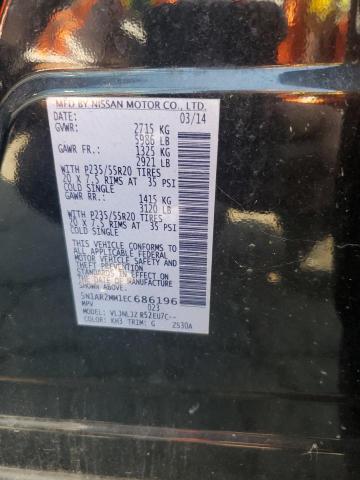 MFD BY NISSAN MOTOR CO., LTD.
DATE: 03/14
GVWR: 2715 KG
5986 LB
GAWR FR.: 1325 KG
2921 LB
WITH P235/55R20 TIRES
20 X 7.5 RIMS AT 35 PSI
COLD SINGLE
GAWR RR.: 1415 KG
3120 LB
WITH P235/55R20 TIRES
20 X 7.5 RIMS AT 35 PSI
COLD SINGLE
THIS VEHICLE CONFORMS TO ALL
APPLICABLE U.S. FEDERAL MOTOR
VEHICLE SAFETY AND
THEFT PREVENTION
STANDARDS IN EFFECT ON THE
DATE OF MANUFACTURE
SHOWN ABOVE.
5N1AR2MM1EC686196
MPV 023
MODEL: VLJNLJZ R52EU7C--
COLOR: KH3 TRIM: G ZS30A